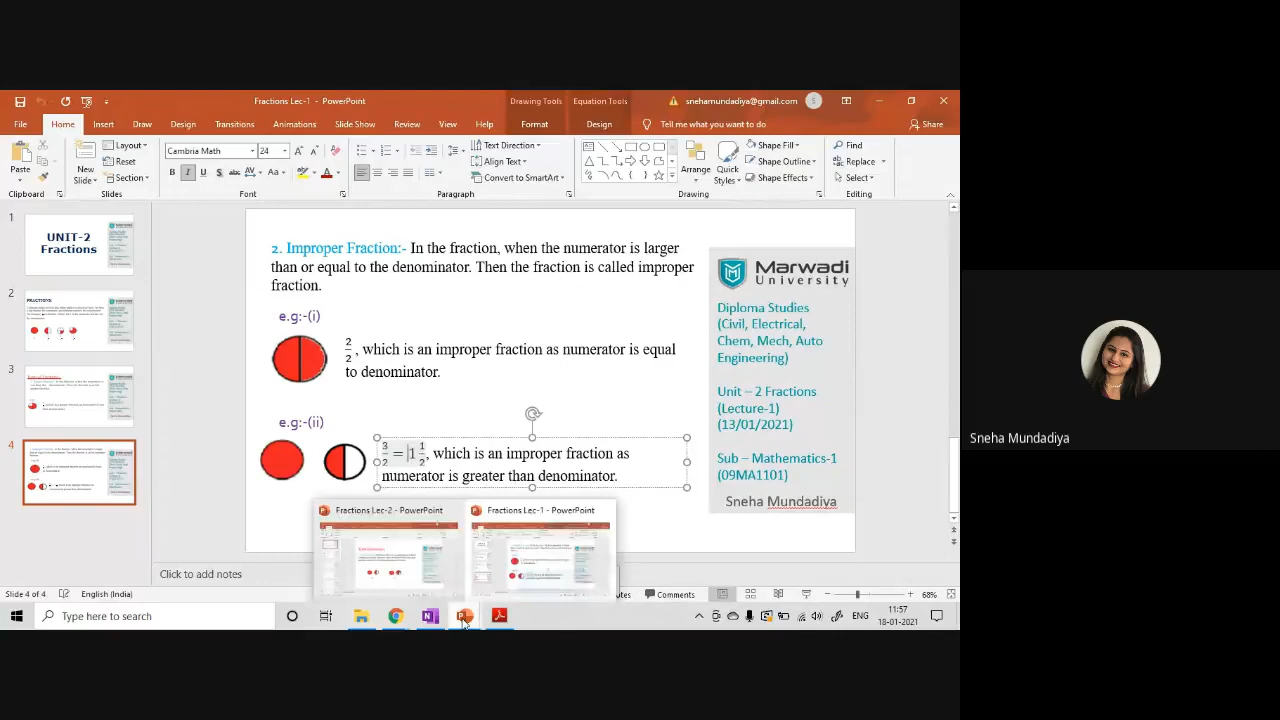 Fractions Lec-1 - PowerPoint
Drawing Tools
Equation Tools
snehamundadiya@gmail.com
S
File
Home
Insert
Draw
Design
Transitions
Animations
Slide Show
Review
View
Help
Format
Design
Tell me what you want to do
Share
Paste
New
Slide
Layout
Reset
Section
Cambria Math
24
Text Direction
Align Text
Convert to SmartArt
Arrange
Quick
Styles
Shape Fill
Shape Outline
Shape Effects
Find
Replace
Select
Clipboard
Slides
Font
Paragraph
Drawing
Editing
1
UNIT-2
Fractions
2
3
4
2. Improper Fraction:- In the fraction, when the numerator is larger
than or equal to the denominator. Then the fraction is called improper
fraction.
e.g:-(i)
2/2 , which is an improper fraction as numerator is equal
to denominator.
e.g:-(ii)
3/2 = 1 1/2, which is an improper fraction as
numerator is greater than denominator.
Marwadi
University
Diploma Studies
(Civil, Electrical,
Chem, Mech, Auto
Engineering)
Unit – 2 Fractions
(Lecture-1)
(13/01/2021)
Sub – Mathematics-1
(09MA1101)
Sneha Mundadiya
Sneha Mundadiya
Fractions Lec-2 - PowerPoint
Fractions Lec-1 - PowerPoint
Click to add notes
Slide 4 of 4
English (India)
Comments
68%
Type here to search
ENG
11:57
18-01-2021